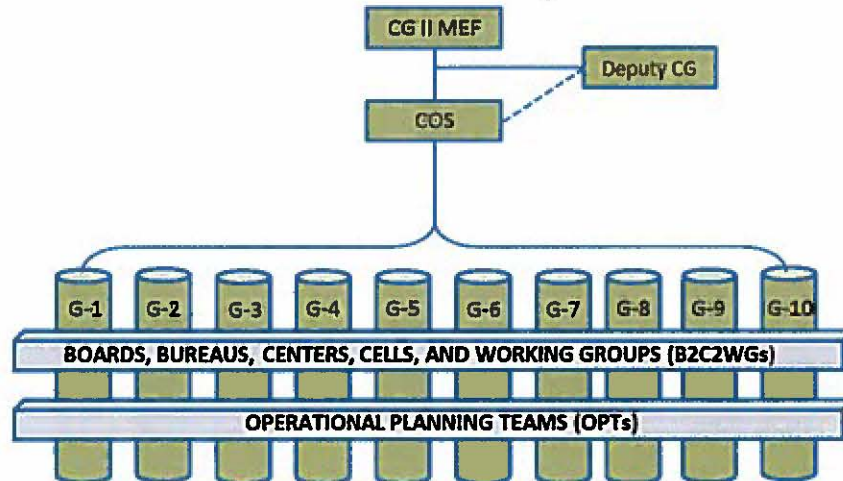 CG II MEF
Deputy CG
COS
G-1 G-2 G-3 G-4 G-5 G-6 G-7 G-8 G-9 G-10
BOARDS, BUREAUS, CENTERS, CELLS, AND WORKING GROUPS (B2C2WGs)
OPERATIONAL PLANNING TEAMS (OPTs)